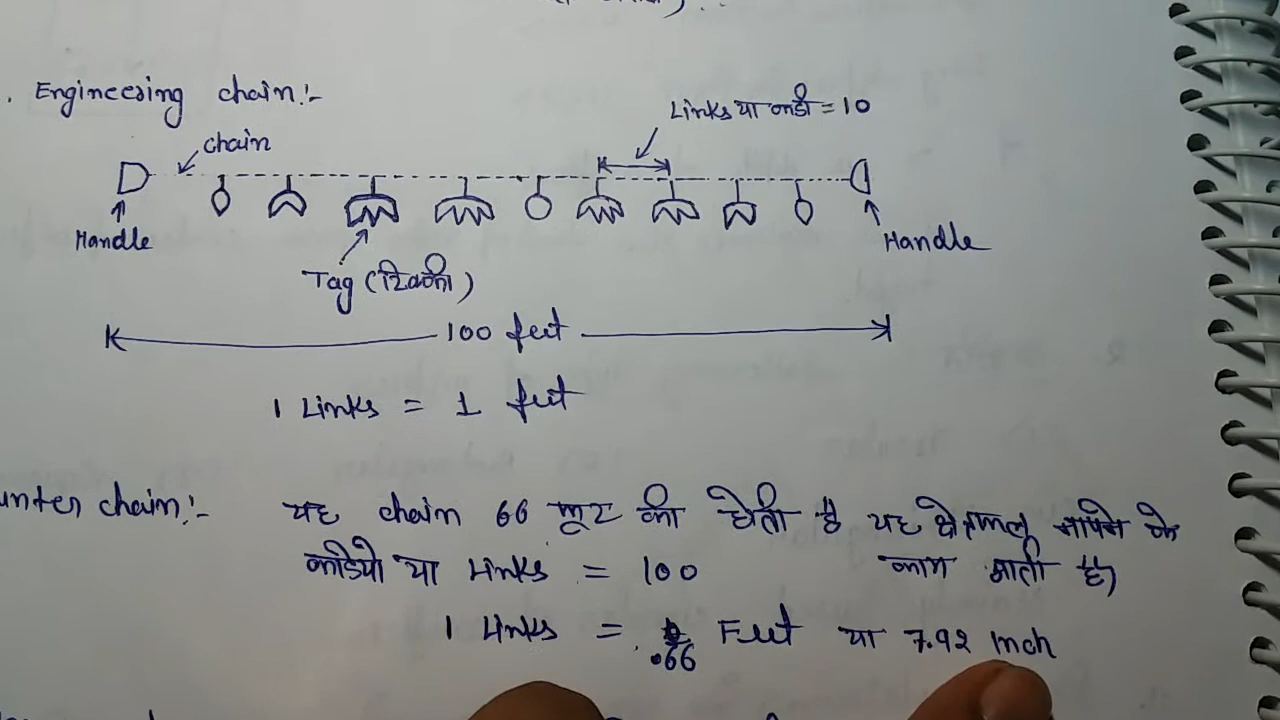 Engineering chain:-
Links या कडी = 10
chain
Handle
Handle
Tag (टिक्की)
100 feet
1 Links = 1 feet
unter chain:- यह chain 66 फूट की होती है यह क्षेत्रफल नापने के
कडियो या Links = 100 काम आती है)
1 Links = .66 Feet या 7.92 Inch